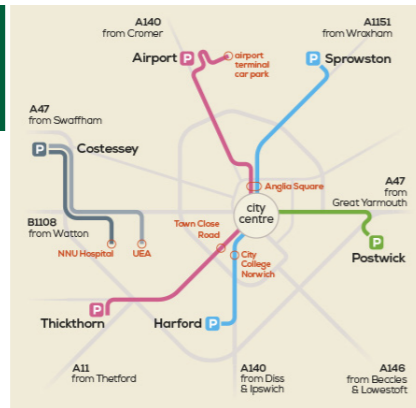 A140
from Cromer
A1151
from Wroxham
Airport P
airport
terminal
car park
P Sprowston
A47
from Swaffham
P Costessey
Anglia Square
A47
from
Great Yarmouth
city
centre
B1108
from Watton
Town Close
Road
NNU Hospital
UEA
City
College
Norwich
P
Postwick
P
Thickthorn
Harford P
A11
from Thetford
A140
from Diss
& Ipswich
A146
from Beccles
& Lowestoft